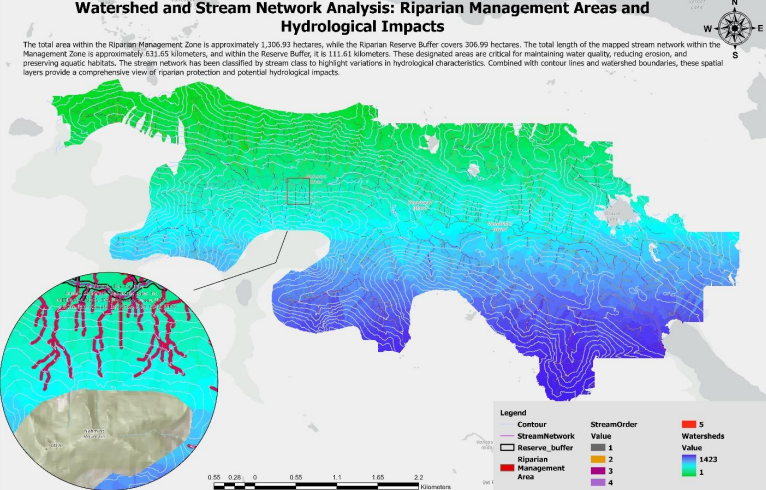 Watershed and Stream Network Analysis: Riparian Management Areas and
Hydrological Impacts
The total area within the Riparian Management Zone is approximately 1,306.93 hectares, while the Riparian Reserve Buffer covers 306.99 hectares. The total length of the mapped stream network within the
Management Zone is approximately 631.65 kilometers, and within the Reserve Buffer, it is 111.61 kilometers. These designated areas are critical for maintaining water quality, reducing erosion, and
preserving aquatic habitats. The stream network has been classified by stream class to highlight variations in hydrological characteristics. Combined with contour lines and watershed boundaries, these spatial
layers provide a comprehensive view of riparian protection and potential hydrological impacts.
N
W E
S
0.55 0.28 0 0.55 1.1 1.65 2.2
Kilometers
Legend
Contour
StreamNetwork
Reserve_buffer
Riparian
Management
Area
StreamOrder
Value
1
2
3
4
5
Watersheds
Value
1423
1